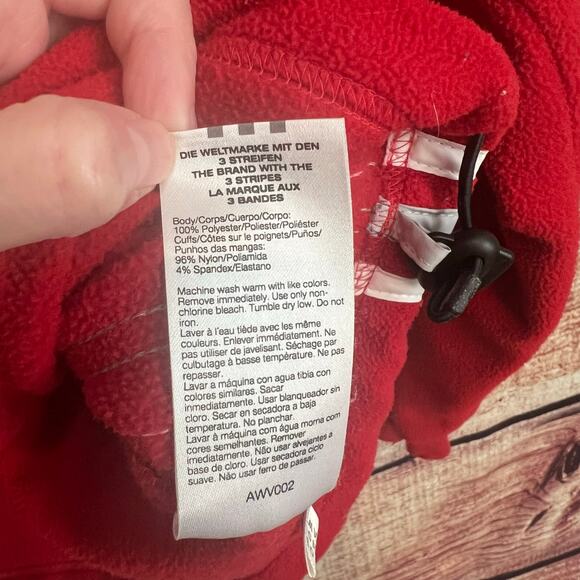 DIE WELTMARKE MIT DEN
3 STREIFEN
THE BRAND WITH THE
3 STRIPES
LA MARQUE AUX
3 BANDES
Body/Corps/Cuerpo/Corpo:
100% Polyester/Poliester/Poliéster
Cuffs/Côtes sur le poignets/Puños/
Punhos das mangas:
96% Nylon/Poliamida
4% Spandex/Elastano
Machine wash warm with like colors.
Remove immediately. Use only non-
chlorine bleach. Tumble dry low. Do not
iron.
Laver à l'eau tiède avec les même
couleurs. Enlever immédiatement. Ne
pas utiliser de javelisant. Séchage par
culbutage à basse température. Ne pas
repasser.
Lavar a máquina con agua tibia con
colores similares. Sacar
inmediatamente. Usar blanqueador sin
cloro. Secar en secadora a baja
temperatura. No planchar.
Lavar à máquina com água morna com
cores semelhantes. Remover
imediatamente. Não usar alvejantes a
base de cloro. Usar secadora ciclo
suave. Não usar ferro de passar.
AWV002